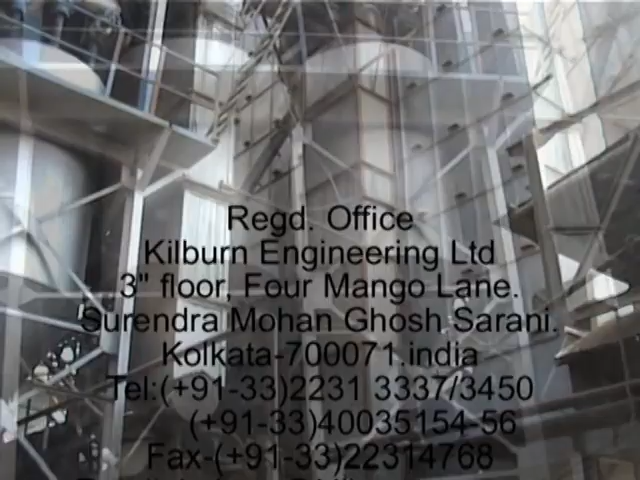 Regd. Office
Kilburn Engineering Ltd
3" floor, Four Mango Lane.
Surendra Mohan Ghosh Sarani.
Kolkata-700071.india
Tel:(+91-33)2231 3337/3450
(+91-33)40035154-56
Fax-(+91-33)22314768